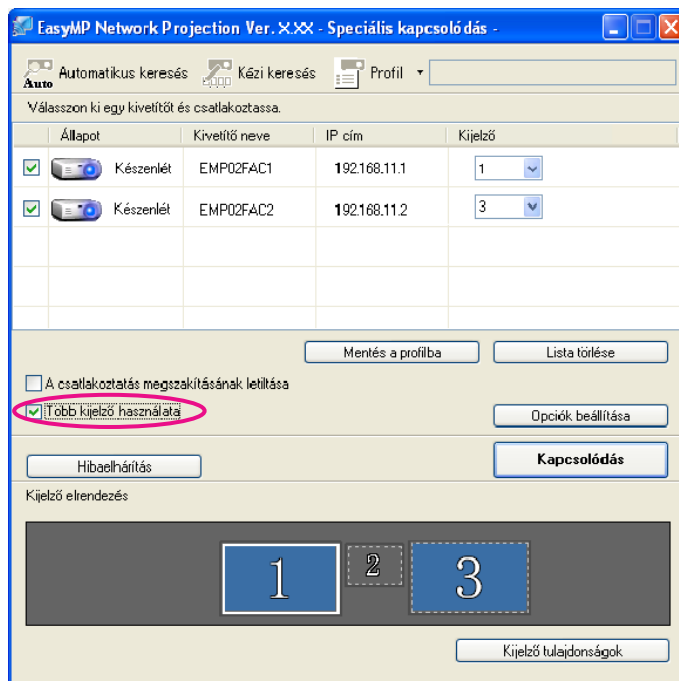 EasyMP Network Projection Ver. X.XX - Speciális kapcsolódás -
Auto Automatikus keresés Kézi keresés Profil
Válasszon ki egy kivetítőt és csatlakoztassa.
Állapot Kivetítő neve IP cím Kijelző
Készenlét EMP02FAC1 192.168.11.1 1
Készenlét EMP02FAC2 192.168.11.2 3
Mentés a profilba Lista törlése
A csatlakoztatás megszakításának letiltása
Több kijelző használata
Opciók beállítása
Hibaelhárítás Kapcsolódás
Kijelző elrendezés
1 2 3
Kijelző tulajdonságok